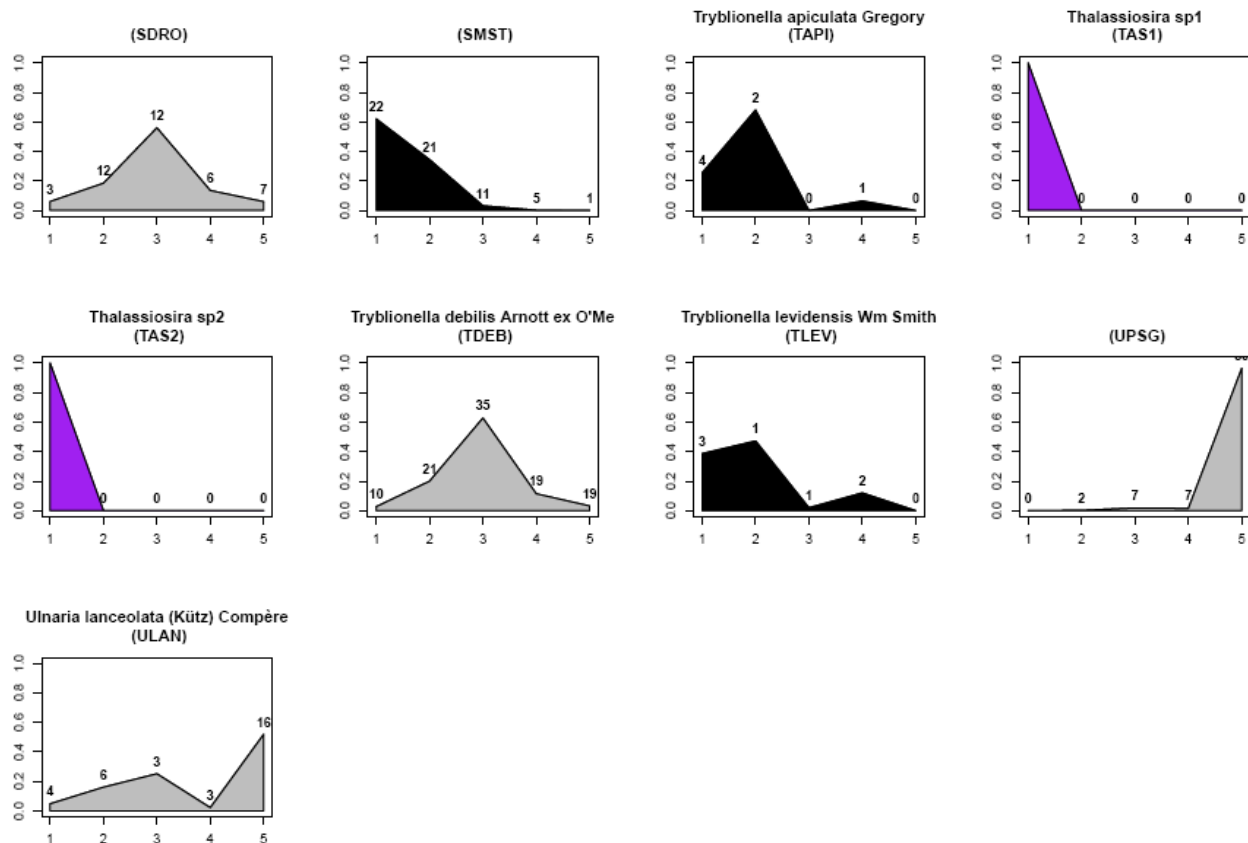 (SDRO)
0.0 0.2 0.4 0.6 0.8 1.0
3 12 12 6 7
1 2 3 4 5
(SMST)
0.0 0.2 0.4 0.6 0.8 1.0
22 21 11 5 1
1 2 3 4 5
Tryblionella apiculata Gregory
(TAPI)
0.0 0.2 0.4 0.6 0.8 1.0
4 2 0 1 0
1 2 3 4 5
Thalassiosira sp1
(TAS1)
0.0 0.2 0.4 0.6 0.8 1.0
0 0 0 0
1 2 3 4 5
Thalassiosira sp2
(TAS2)
0.0 0.2 0.4 0.6 0.8 1.0
0 0 0 0
1 2 3 4 5
Tryblionella debilis Arnott ex O'Me
(TDEB)
0.0 0.2 0.4 0.6 0.8 1.0
10 21 35 19 19
1 2 3 4 5
Tryblionella levidensis Wm Smith
(TLEV)
0.0 0.2 0.4 0.6 0.8 1.0
3 1 1 2 0
1 2 3 4 5
(UPSG)
0.0 0.2 0.4 0.6 0.8 1.0
0 2 7 7
1 2 3 4 5
Ulnaria lanceolata (Kütz) Compère
(ULAN)
0.0 0.2 0.4 0.6 0.8 1.0
4 6 3 3 16
1 2 3 4 5